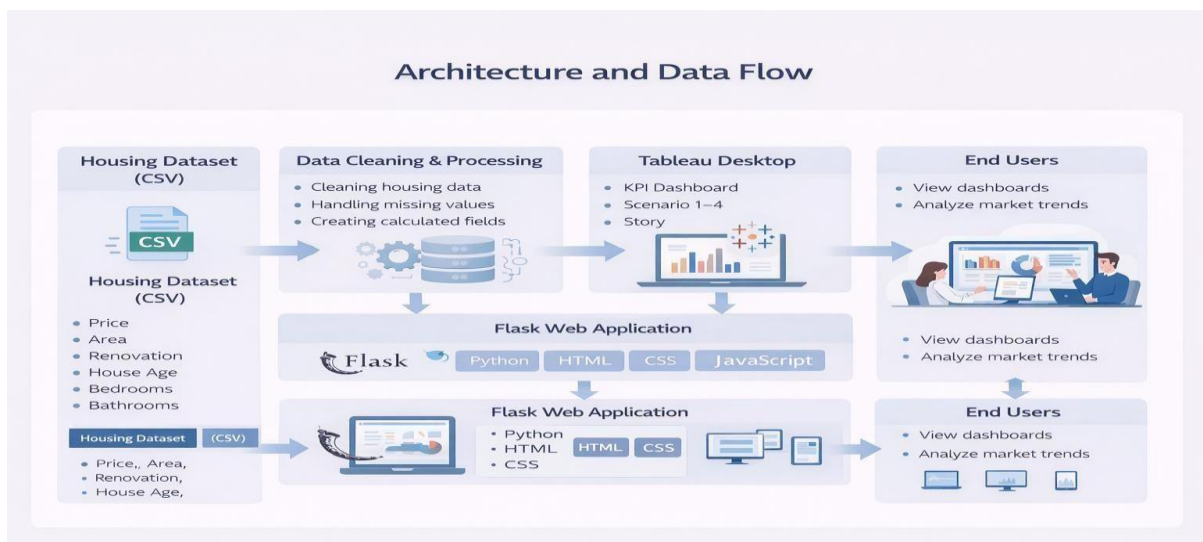 Architecture and Data Flow
Housing Dataset
(CSV)
CSV
Housing Dataset
(CSV)
• Price
• Area
• Renovation
• House Age
• Bedrooms
• Bathrooms
Housing Dataset (CSV)
• Price,, Area,
• Renovation,
• House Age,
Data Cleaning & Processing
• Cleaning housing data
• Handling missing values
• Creating calculated fields
Tableau Desktop
• KPI Dashboard
• Scenario 1–4
• Story
End Users
• View dashboards
• Analyze market trends
• View dashboards
• Analyze market trends
Flask Web Application
Flask Python HTML CSS JavaScript
Flask Web Application
• Python
• HTML
• CSS
HTML CSS
End Users
• View dashboards
• Analyze market trends